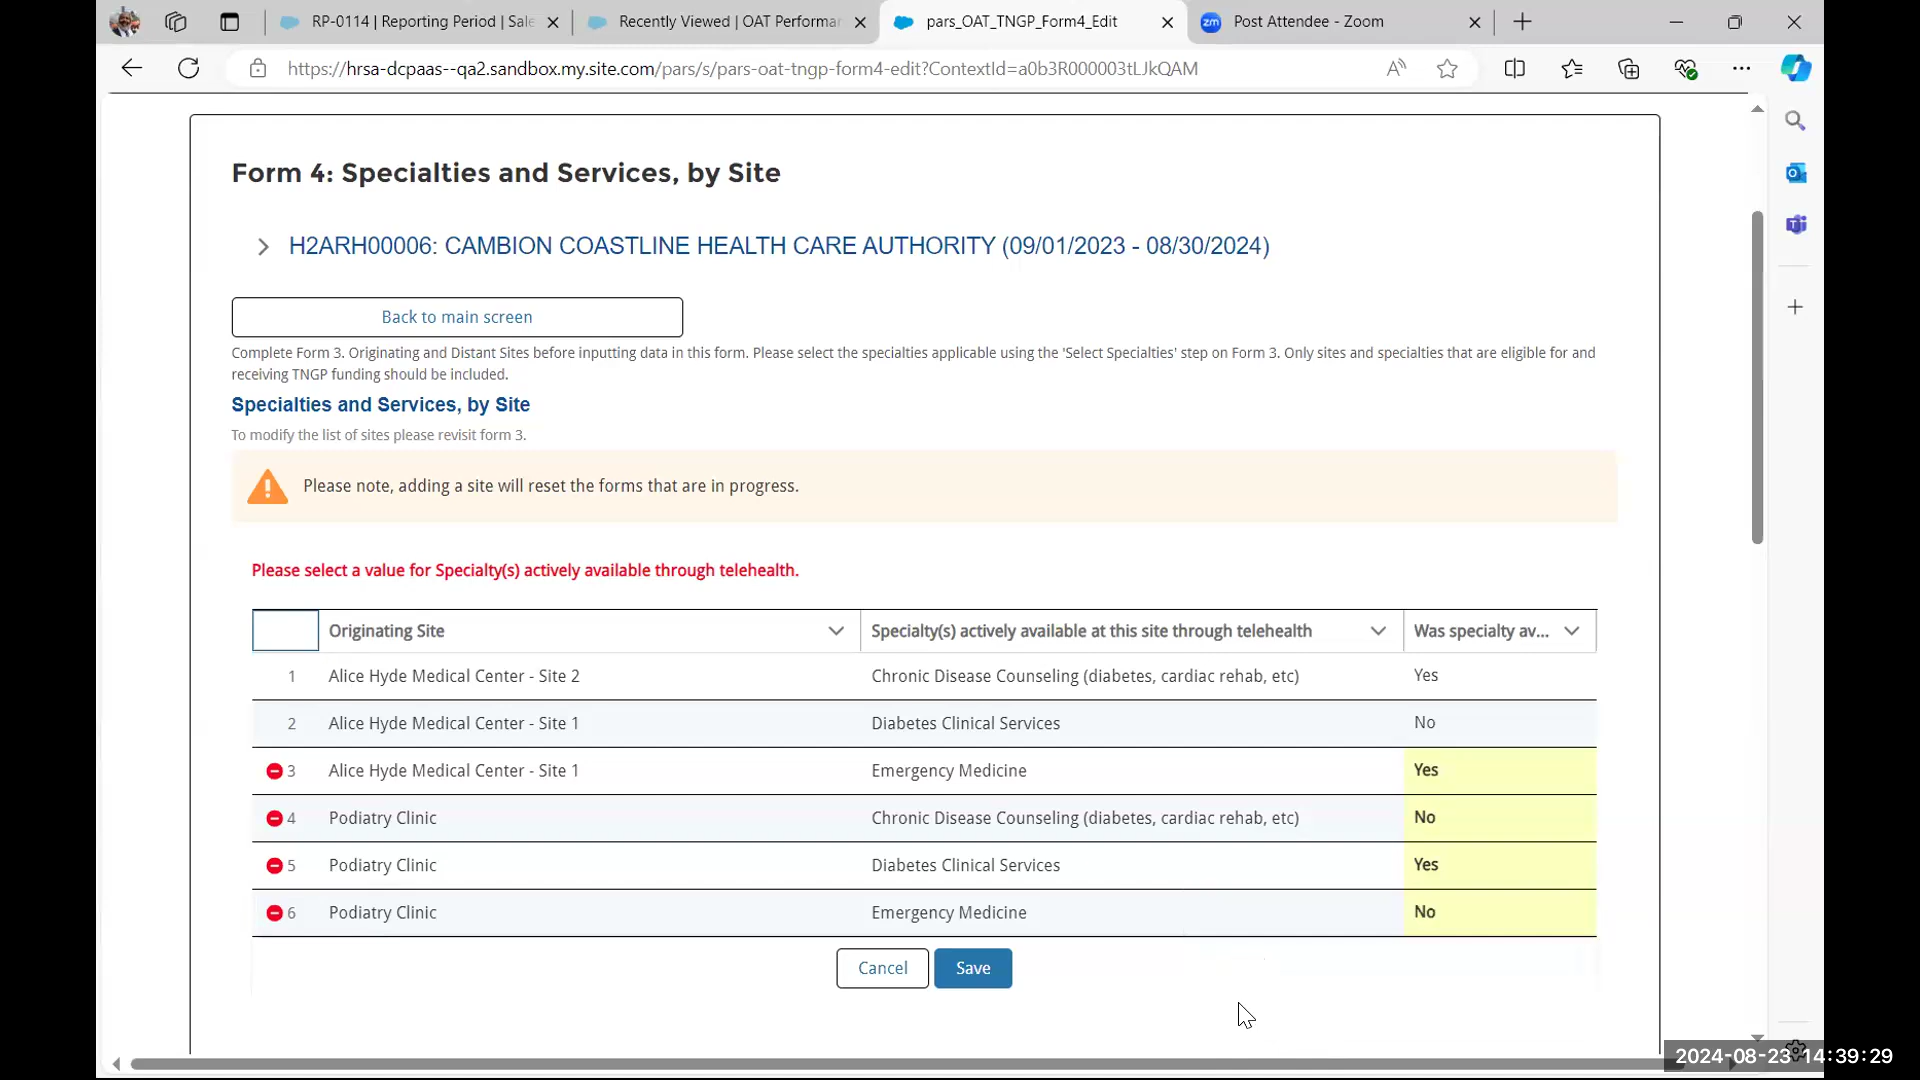 RP-0114 | Reporting Period | Sale
Recently Viewed | OAT Performan
pars_OAT_TNGP_Form4_Edit
zm Post Attendee - Zoom
https://hrsa-dcpaas--qa2.sandbox.my.site.com/pars/s/pars-oat-tngp-form4-edit?ContextId=a0b3R000003tLJkQAM
Form 4: Specialties and Services, by Site
H2ARH00006: CAMBION COASTLINE HEALTH CARE AUTHORITY (09/01/2023 - 08/30/2024)
Back to main screen
Complete Form 3. Originating and Distant Sites before inputting data in this form. Please select the specialties applicable using the 'Select Specialties' step on Form 3. Only sites and specialties that are eligible for and
receiving TNGP funding should be included.
Specialties and Services, by Site
To modify the list of sites please revisit form 3.
Please note, adding a site will reset the forms that are in progress.
Please select a value for Specialty(s) actively available through telehealth.
Originating Site Specialty(s) actively available at this site through telehealth Was specialty av...
1 Alice Hyde Medical Center - Site 2 Chronic Disease Counseling (diabetes, cardiac rehab, etc) Yes
2 Alice Hyde Medical Center - Site 1 Diabetes Clinical Services No
3 Alice Hyde Medical Center - Site 1 Emergency Medicine Yes
4 Podiatry Clinic Chronic Disease Counseling (diabetes, cardiac rehab, etc) No
5 Podiatry Clinic Diabetes Clinical Services Yes
6 Podiatry Clinic Emergency Medicine No
Cancel Save
2024-08-23 14:39:29